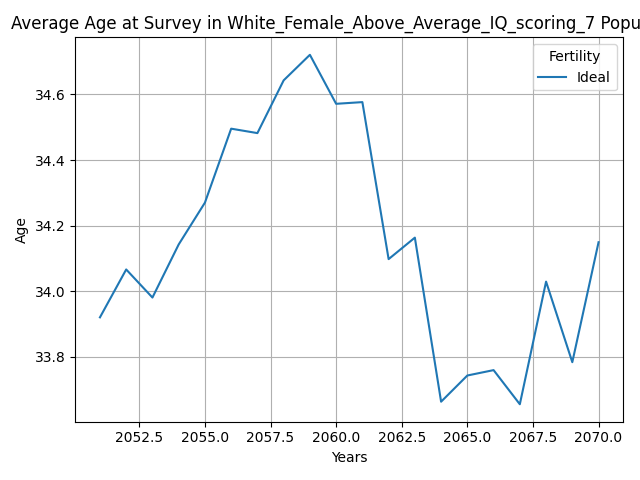 Average Age at Survey in White_Female_Above_Average_IQ_scoring_7 Popu
Fertility
Ideal
34.6
34.4
34.2
34.0
33.8
Age
2052.5 2055.0 2057.5 2060.0 2062.5 2065.0 2067.5 2070.0
Years